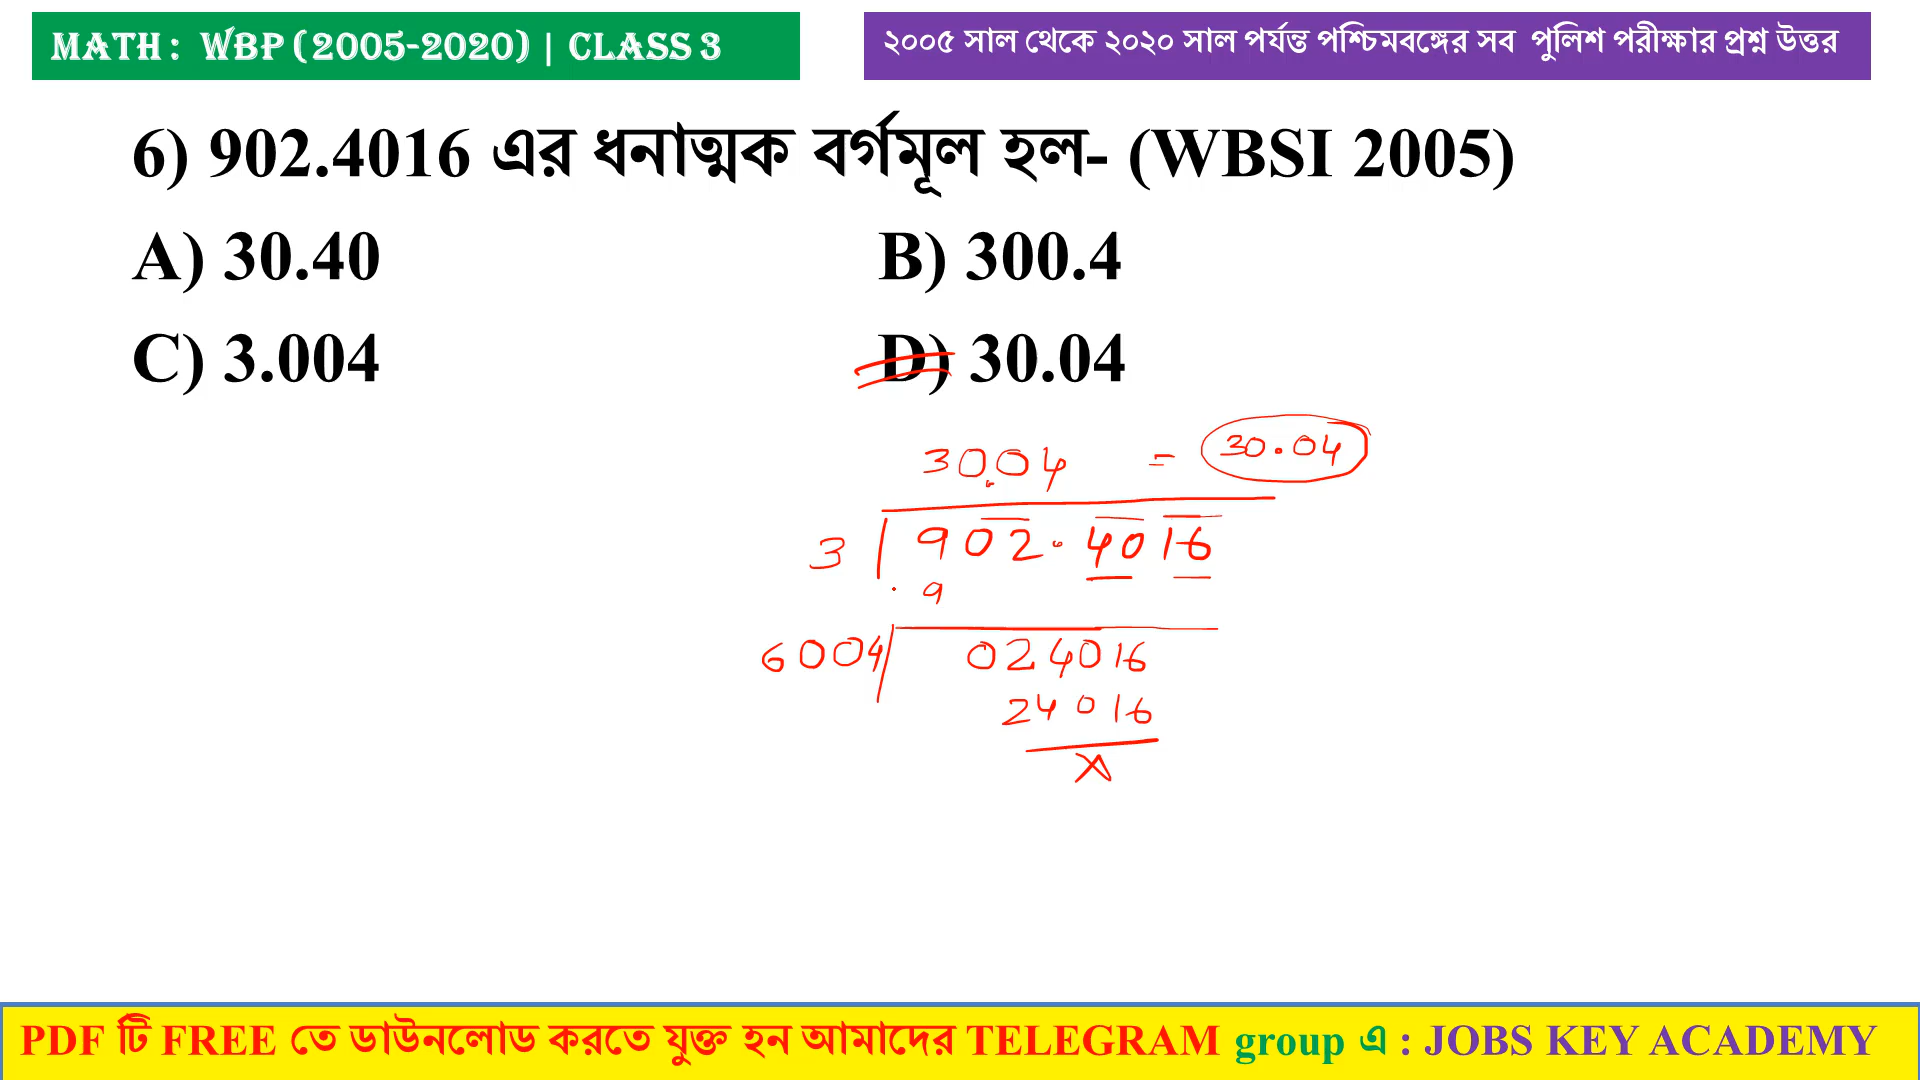 MATH : WBP (2005-2020) | CLASS 3
২০০৫ সাল থেকে ২০২০ সাল পর্যন্ত পশ্চিমবঙ্গের সব পুলিশ পরীক্ষার প্রশ্ন উত্তর
6) 902.4016 এর ধনাত্মক বর্গমূল হল- (WBSI 2005)
A) 30.40
B) 300.4
C) 3.004
D) 30.04
30.04 = 30.04
3 902.4016
9
6004 024016
24016
x
PDF টি FREE তে ডাউনলোড করতে যুক্ত হন আমাদের TELEGRAM group এ : JOBS KEY ACADEMY